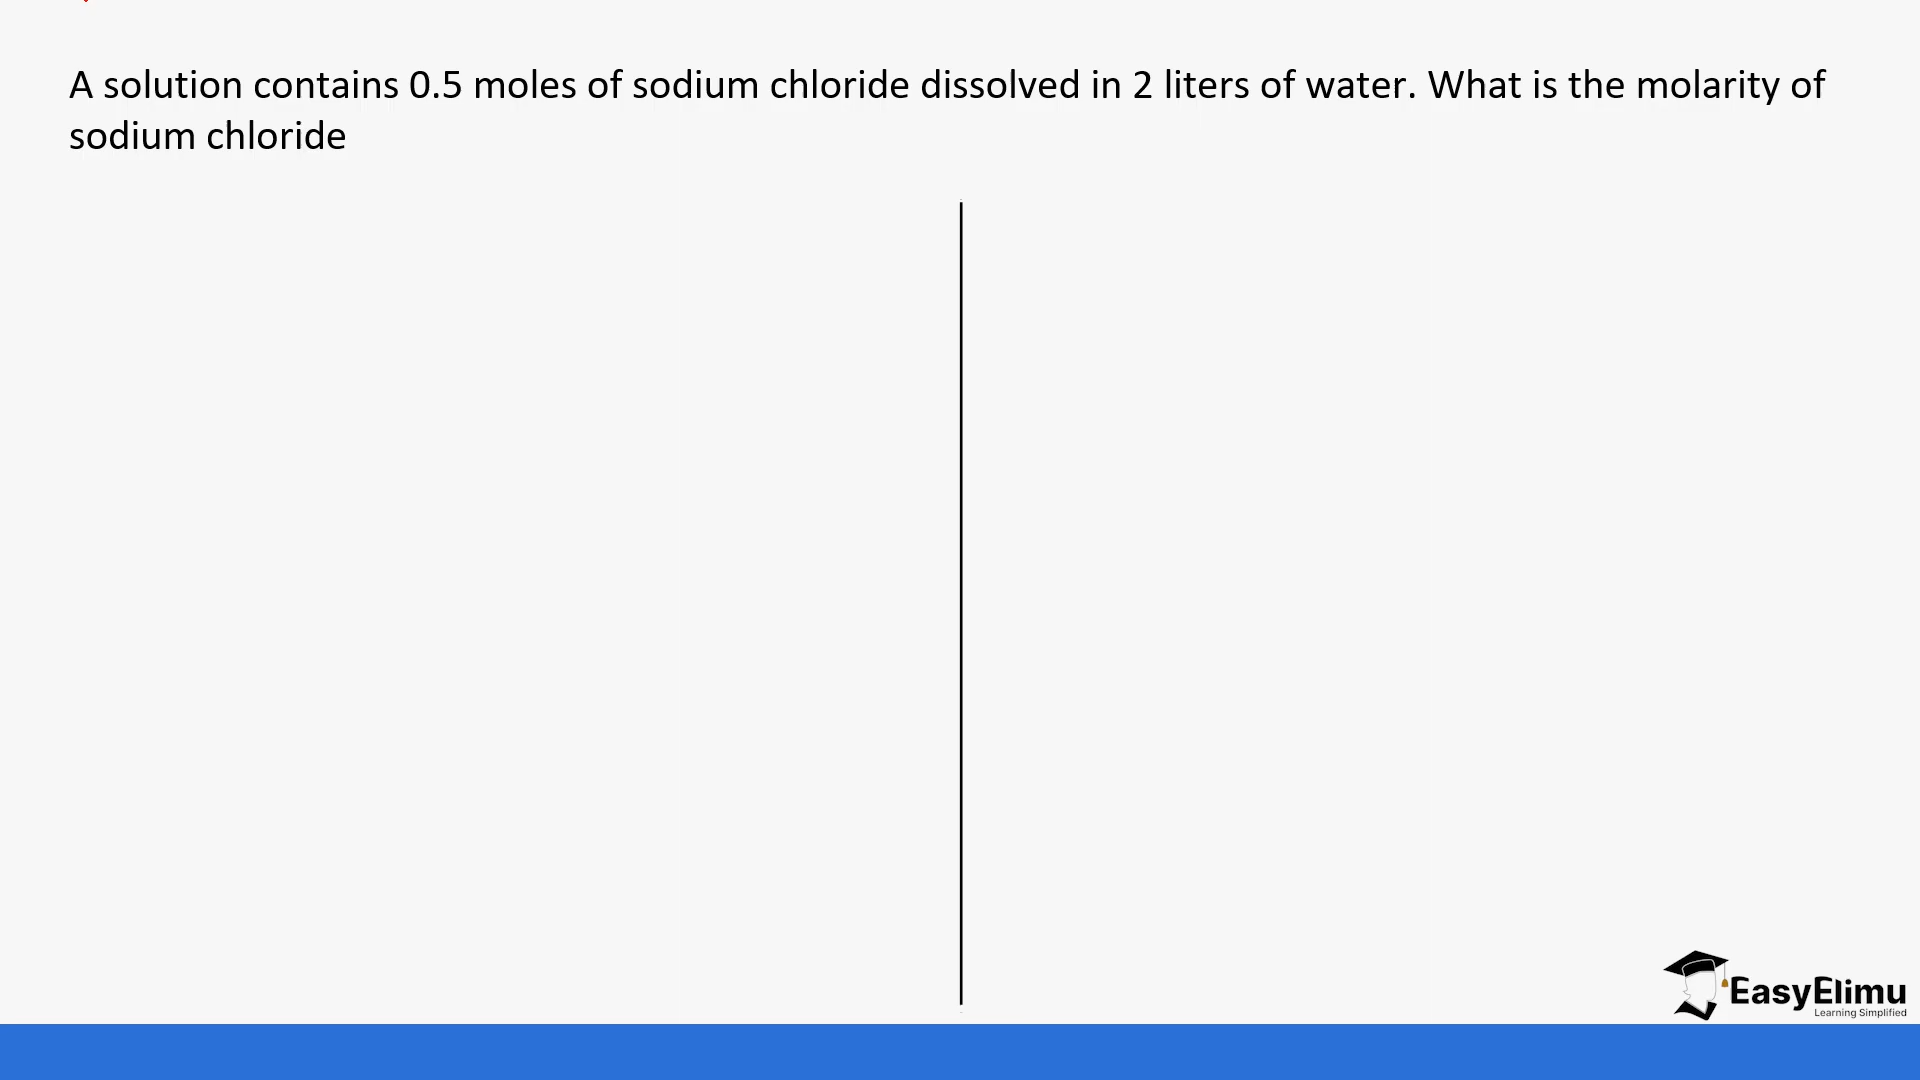 A solution contains 0.5 moles of sodium chloride dissolved in 2 liters of water. What is the molarity of
sodium chloride
EasyElimu
Learning Simplified